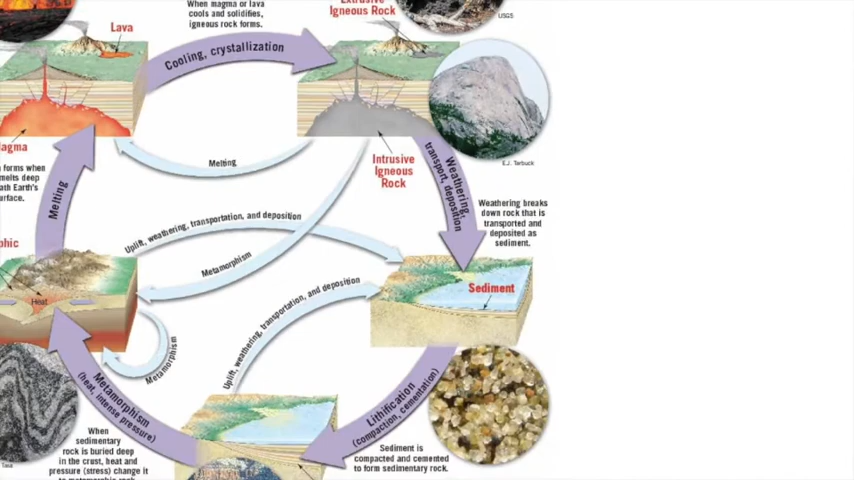 When magma or lava
cools and solidifies,
igneous rock forms.
Extrusive
Igneous Rock
USGS
Lava
Cooling, crystallization
agma
forms when
melts deep
ath Earth's
urface.
Melting
Melting
Intrusive
Igneous
Rock
E.J. Tarbuck
Weathering,
transport, deposition
Weathering breaks
down rock that is
transported and
deposited as
sediment.
Uplift, weathering, transportation, and deposition
Metamorphism
phic
Heat
Sediment
Uplift, weathering, transportation, and deposition
Metamorphism
Metamorphism
(heat, intense pressure)
Lithification
(compaction, cementation)
When
sedimentary
rock is buried deep
in the crust, heat and
pressure (stress) change it
to metamorphic rock
Sediment is
compacted and cemented
to form sedimentary rock.
Tasa